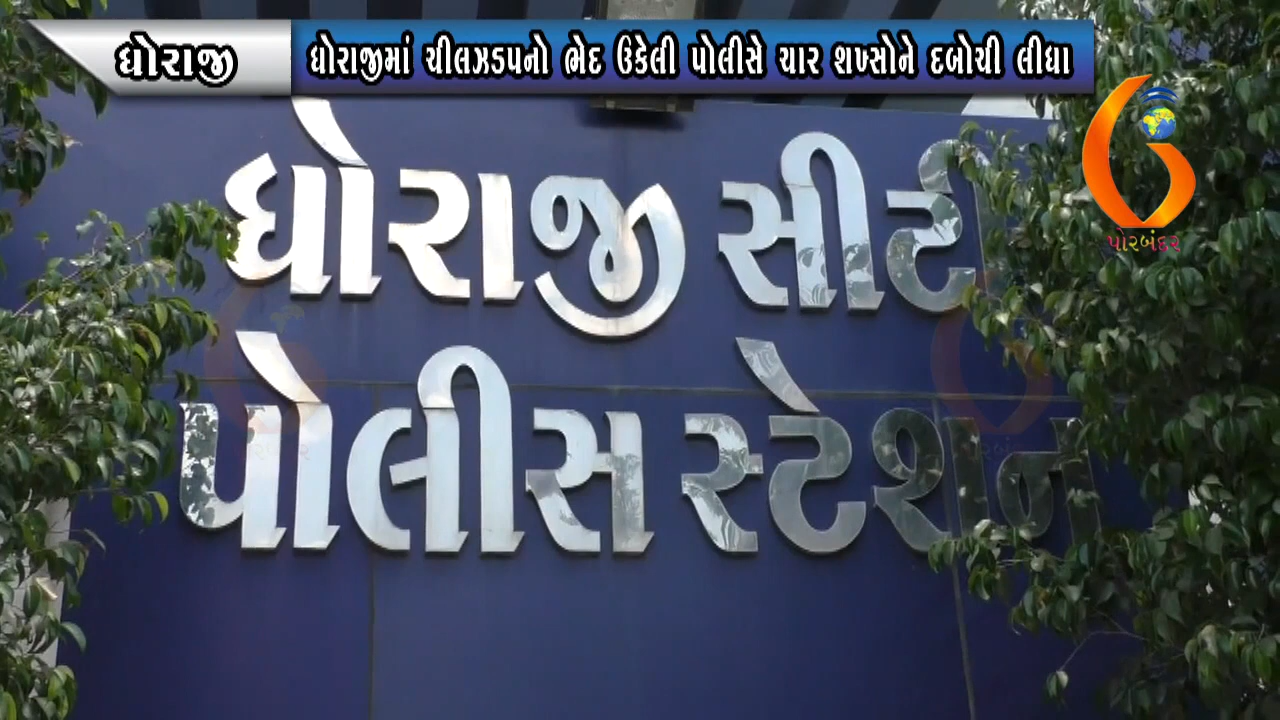 ધોરાજી
ધોરાજીમાં ચીલઝડપનો ભેદ ઉકેલી પોલીસે ચાર શખ્સોને દબોચી લીધા
પોરબંદર
ધોરાજી સીટી
પોલીસ સ્ટેશન